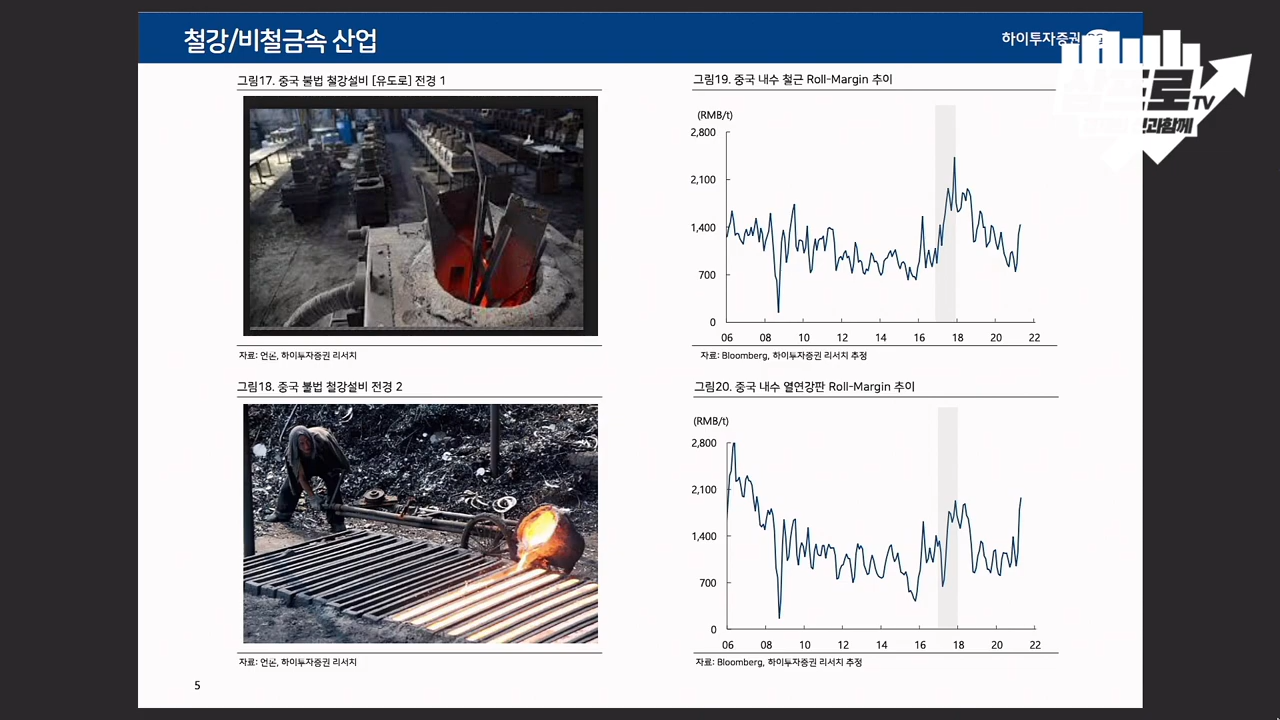 철강/비철금속 산업
하이투자증권
프로TV
과함께
그림17. 중국 불법 철강설비 [유도로] 전경 1
자료: 언론, 하이투자증권 리서치
그림18. 중국 불법 철강설비 전경 2
자료: 언론, 하이투자증권 리서치
그림19. 중국 내수 철근 Roll-Margin 추이
(RMB/t)
2,800
2,100
1,400
700
0
06 08 10 12 14 16 18 20 22
자료: Bloomberg, 하이투자증권 리서치 추정
그림20. 중국 내수 열연강판 Roll-Margin 추이
(RMB/t)
2,800
2,100
1,400
700
0
06 08 10 12 14 16 18 20 22
자료: Bloomberg, 하이투자증권 리서치 추정
5